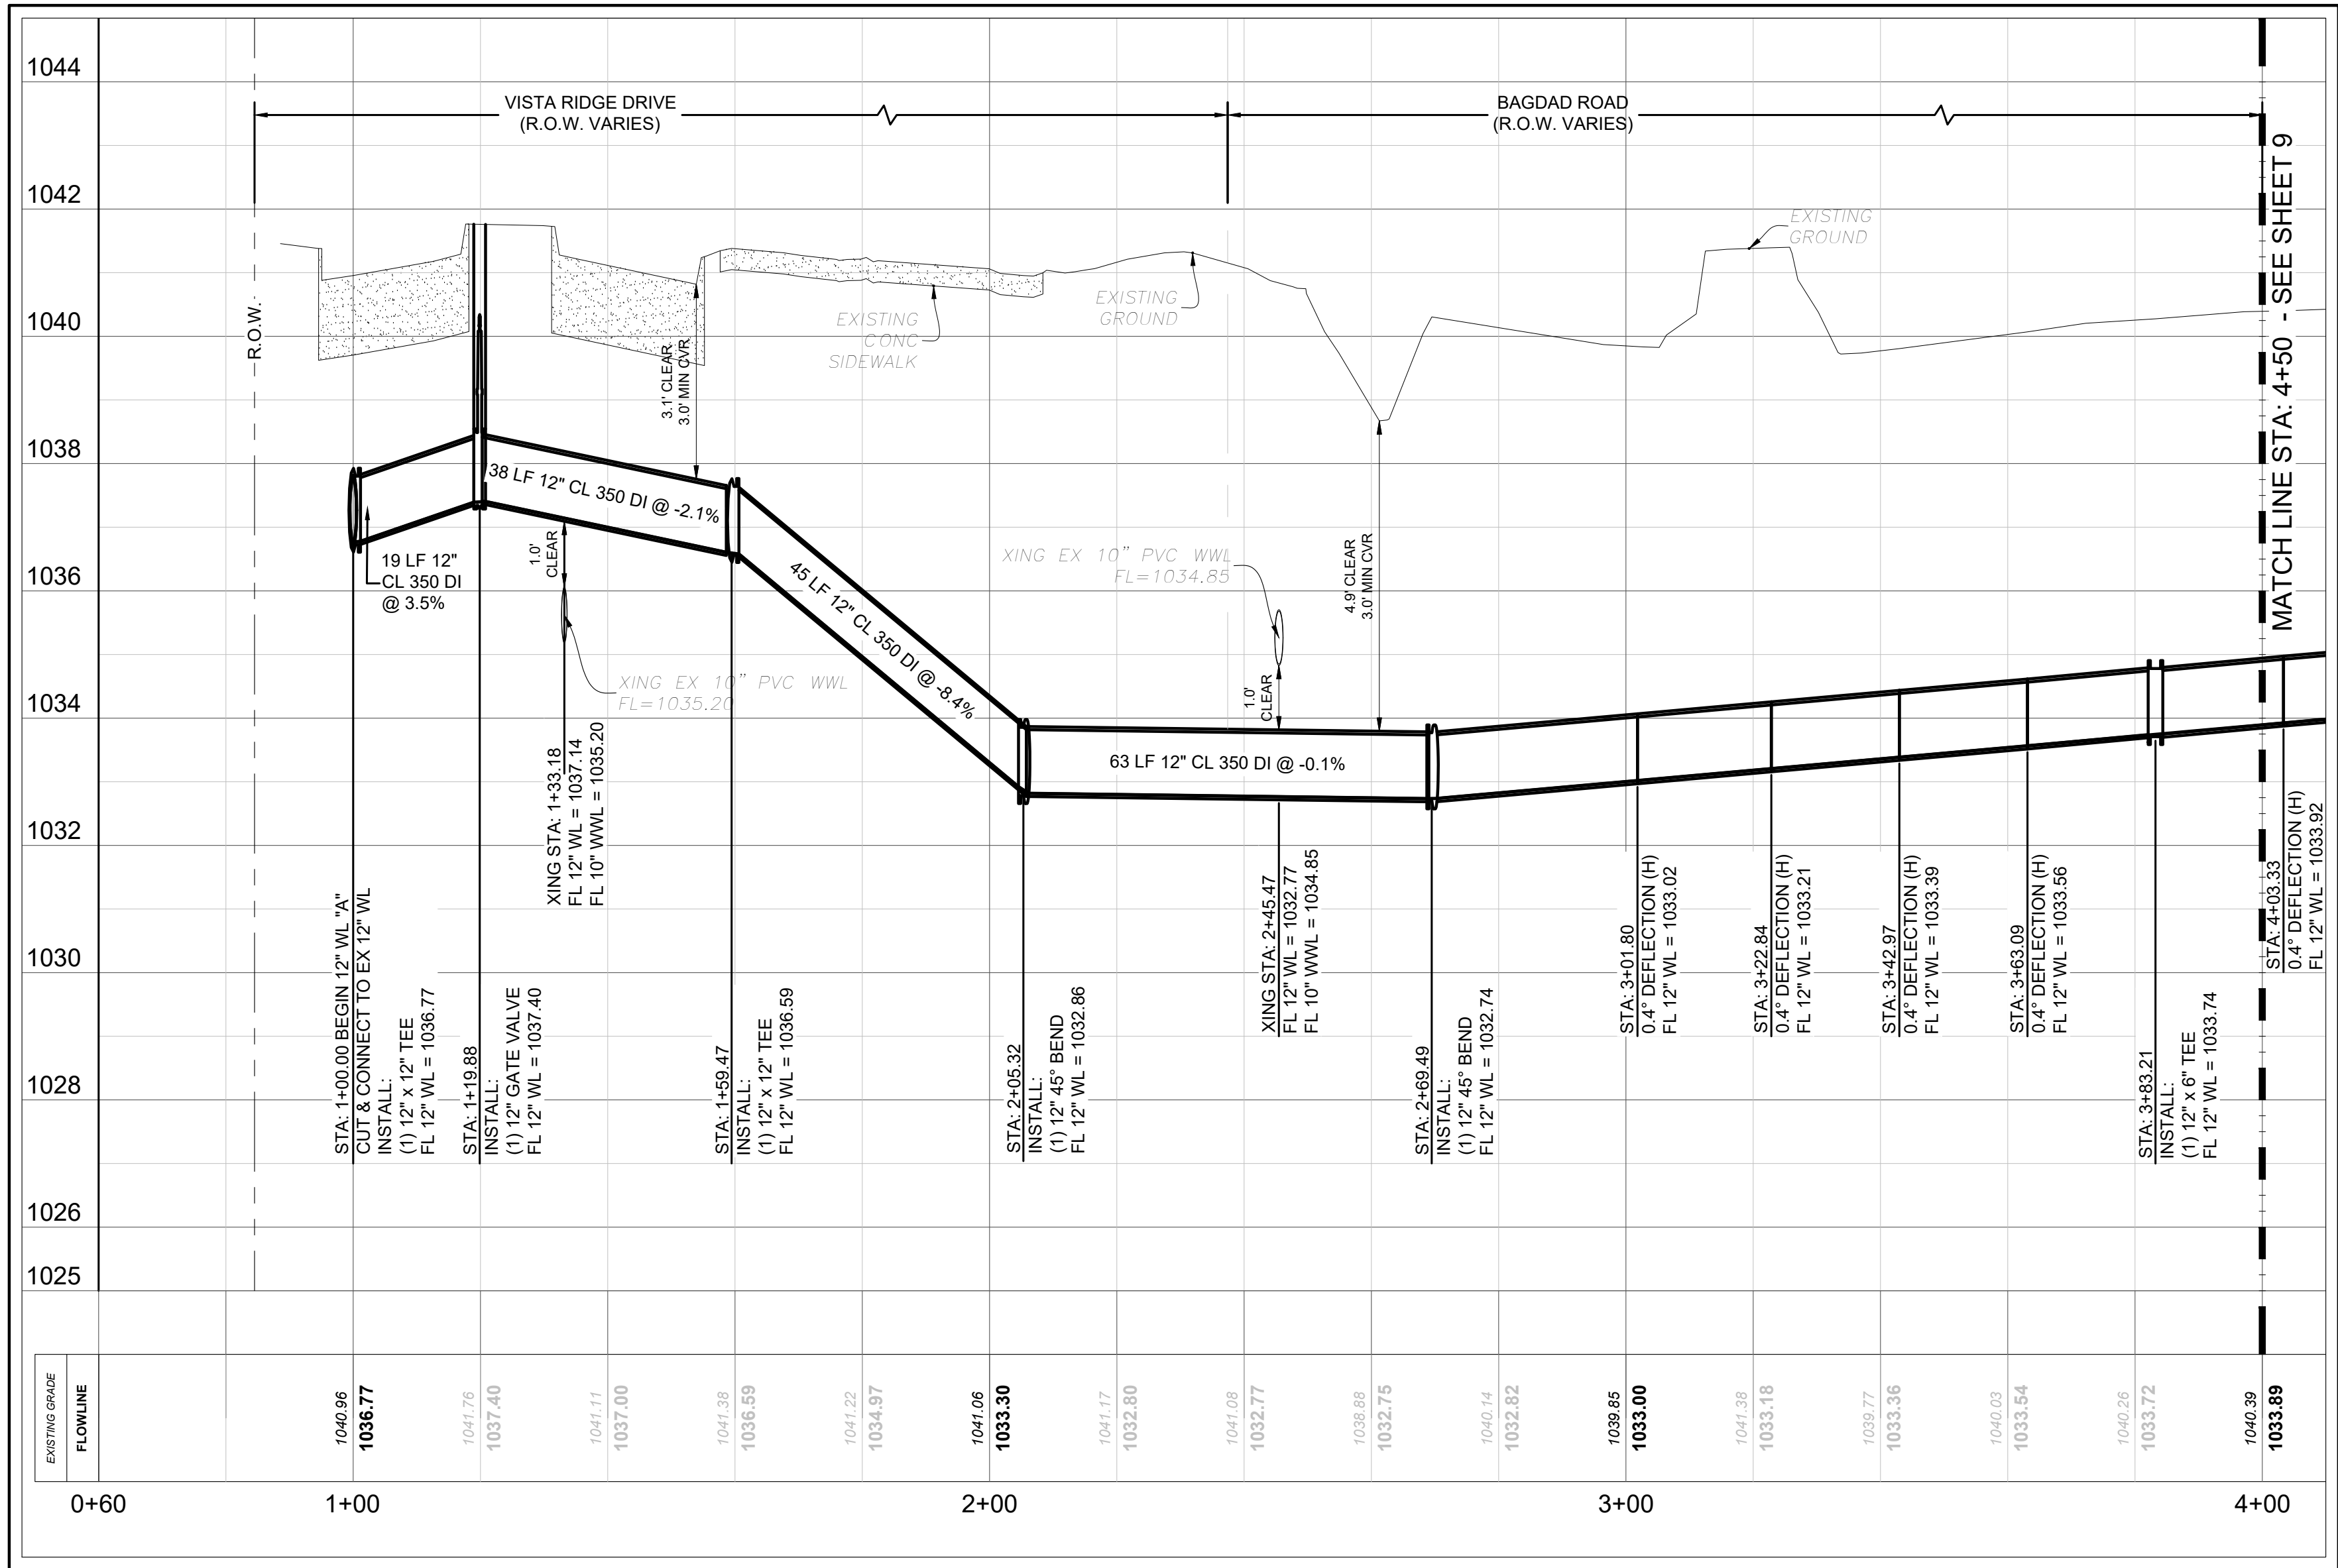 1044
1042
1040
1038
1036
1034
1032
1030
1028
1026
1025
VISTA RIDGE DRIVE
(R.O.W. VARIES)
BAGDAD ROAD
(R.O.W. VARIES)
MATCH LINE STA: 4+50 - SEE SHEET 9
R.O.W.
EXISTING
CONC
SIDEWALK
EXISTING
GROUND
EXISTING
GROUND
3.1' CLEAR
3.0' MIN CVR
38 LF 12" CL 350 DI @ -2.1%
19 LF 12"
CL 350 DI
@ 3.5%
1.0'
CLEAR
XING EX 10" PVC WWL
FL=1035.20
45 LF 12" CL 350 DI @ -8.4%
XING EX 10" PVC WWL
FL=1034.85
1.0'
CLEAR
4.9' CLEAR
3.0' MIN CVR
63 LF 12" CL 350 DI @ -0.1%
STA: 1+00.00 BEGIN 12" WL "A"
CUT & CONNECT TO EX 12" WL
INSTALL:
(1) 12" x 12" TEE
FL 12" WL = 1036.77
STA: 1+19.88
INSTALL:
(1) 12" GATE VALVE
FL 12" WL = 1037.40
XING STA: 1+33.18
FL 12" WL = 1037.14
FL 10" WWL = 1035.20
STA: 1+59.47
INSTALL:
(1) 12" x 12" TEE
FL 12" WL = 1036.59
STA: 2+05.32
INSTALL:
(1) 12" 45° BEND
FL 12" WL = 1032.86
XING STA: 2+45.47
FL 12" WL = 1032.77
FL 10" WWL = 1034.85
STA: 2+69.49
INSTALL:
(1) 12" 45° BEND
FL 12" WL = 1032.74
STA: 3+01.80
0.4° DEFLECTION (H)
FL 12" WL = 1033.02
STA: 3+22.84
0.4° DEFLECTION (H)
FL 12" WL = 1033.21
STA: 3+42.97
0.4° DEFLECTION (H)
FL 12" WL = 1033.39
STA: 3+63.09
0.4° DEFLECTION (H)
FL 12" WL = 1033.56
STA: 3+83.21
INSTALL:
(1) 12" x 6" TEE
FL 12" WL = 1033.74
STA: 4+03.33
0.4° DEFLECTION (H)
FL 12" WL = 1033.92
EXISTING GRADE
FLOWLINE
1040.96
1036.77
1041.76
1037.40
1041.11
1037.00
1041.38
1036.59
1041.22
1034.97
1041.06
1033.30
1041.17
1032.80
1041.08
1032.77
1038.88
1032.75
1040.14
1032.82
1039.85
1033.00
1041.38
1033.18
1039.77
1033.36
1040.03
1033.54
1040.26
1033.72
1040.39
1033.89
0+60
1+00
2+00
3+00
4+00